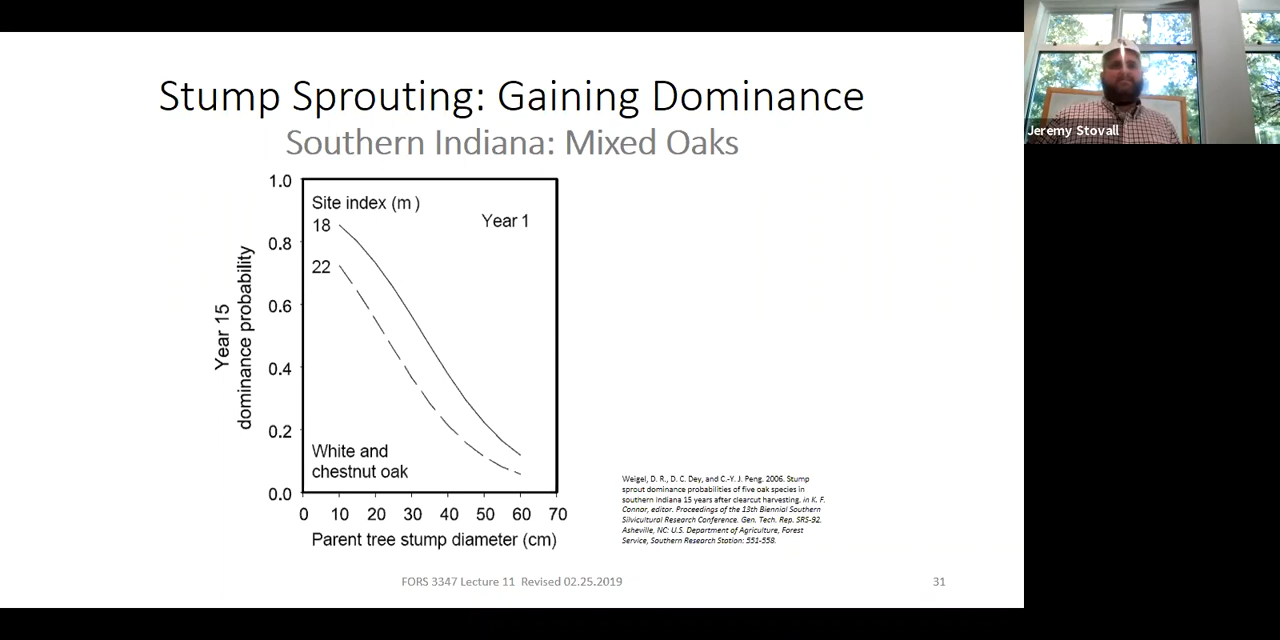 Stump Sprouting: Gaining Dominance
Southern Indiana: Mixed Oaks
Jeremy Stovall
1.0
0.8
0.6
0.4
0.2
0.0
Year 15
dominance probability
Site index (m )
18
22
Year 1
White and
chestnut oak
0 10 20 30 40 50 60 70
Parent tree stump diameter (cm)
Weigel, D. R., D. C. Dey, and C.-Y. J. Peng. 2006. Stump
sprout dominance probabilities of five oak species in
southern Indiana 15 years after clearcut harvesting. in K. F.
Connor, editor. Proceedings of the 13th Biennial Southern
Silvicultural Research Conference. Gen. Tech. Rep. SRS-92.
Asheville, NC: U.S. Department of Agriculture, Forest
Service, Southern Research Station: 551-558.
FORS 3347 Lecture 11 Revised 02.25.2019
31